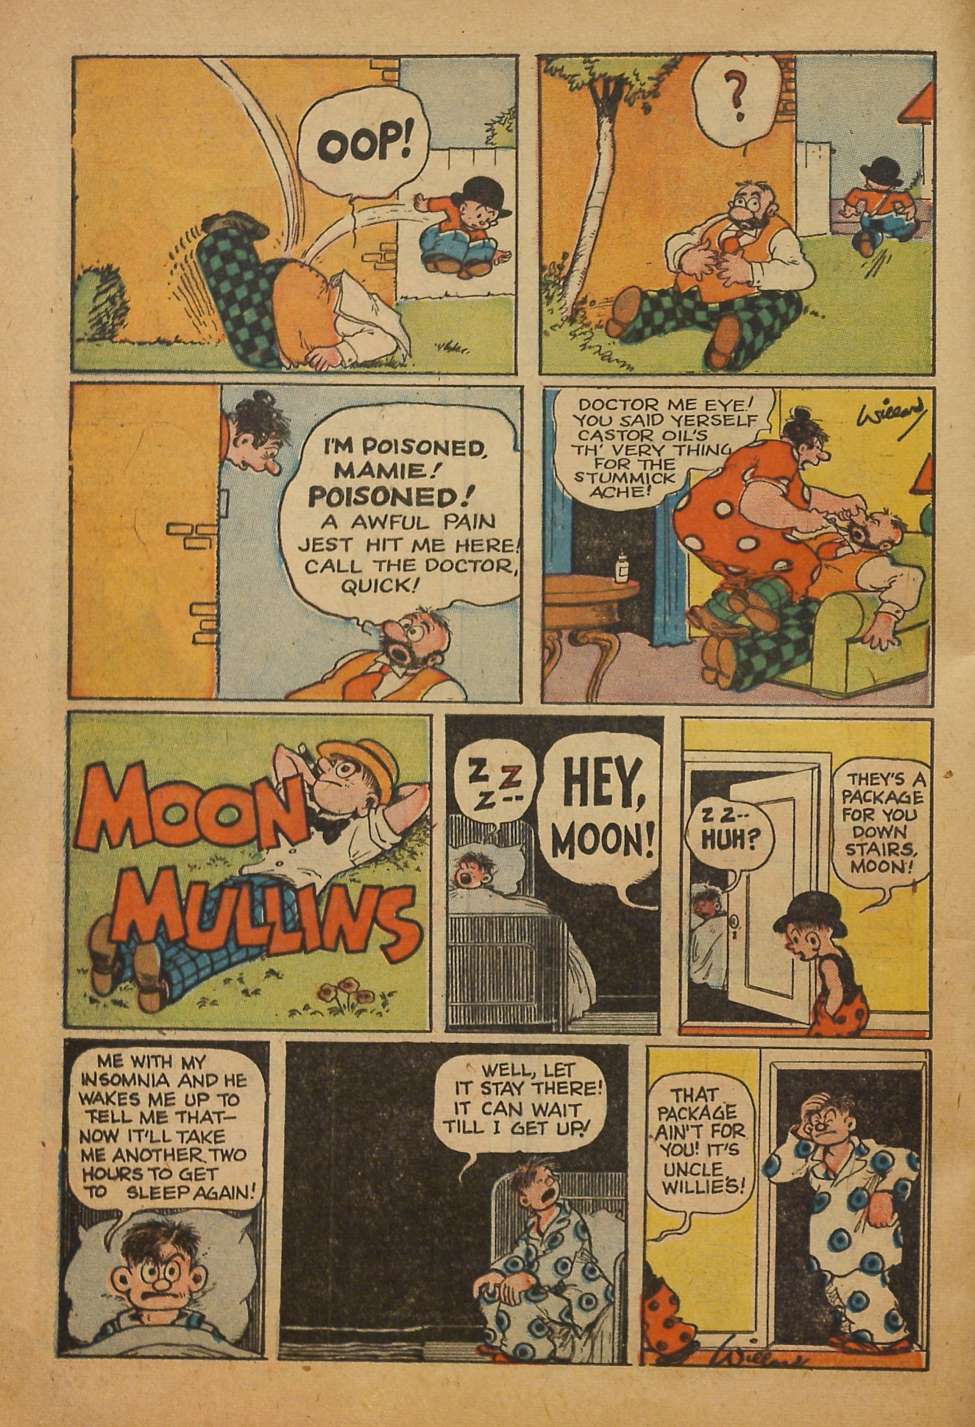 OOP!
?
I'M POISONED,
MAMIE!
POISONED!
A AWFUL PAIN
JEST HIT ME HERE!
CALL THE DOCTOR,
QUICK!
DOCTOR ME EYE!
YOU SAID YERSELF
CASTOR OIL'S
TH' VERY THING
FOR THE
STUMMICK
ACHE!
Willard
MOON
MULLINS
Z Z
Z--
HEY,
MOON!
Z Z--
HUH?
THEY'S A
PACKAGE
FOR YOU
DOWN
STAIRS,
MOON!
ME WITH MY
INSOMNIA AND HE
WAKES ME UP TO
TELL ME THAT—
NOW IT'LL TAKE
ME ANOTHER TWO
HOURS TO GET
TO SLEEP AGAIN!
WELL, LET
IT STAY THERE!
IT CAN WAIT
TILL I GET UP!
THAT
PACKAGE
AIN'T FOR
YOU! IT'S
UNCLE
WILLIE'S!
Willard